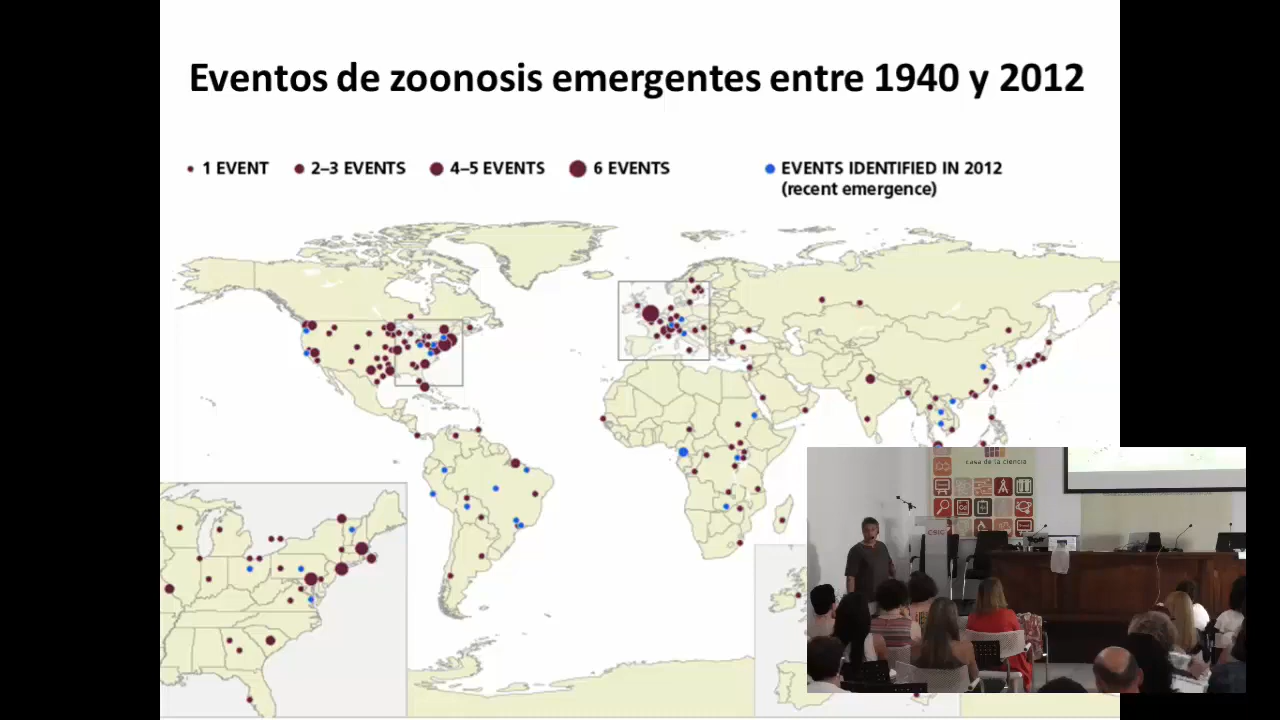 Eventos de zoonosis emergentes entre 1940 y 2012
1 EVENT
2–3 EVENTS
4–5 EVENTS
6 EVENTS
EVENTS IDENTIFIED IN 2012
(recent emergence)
casa de la ciencia
CSIC